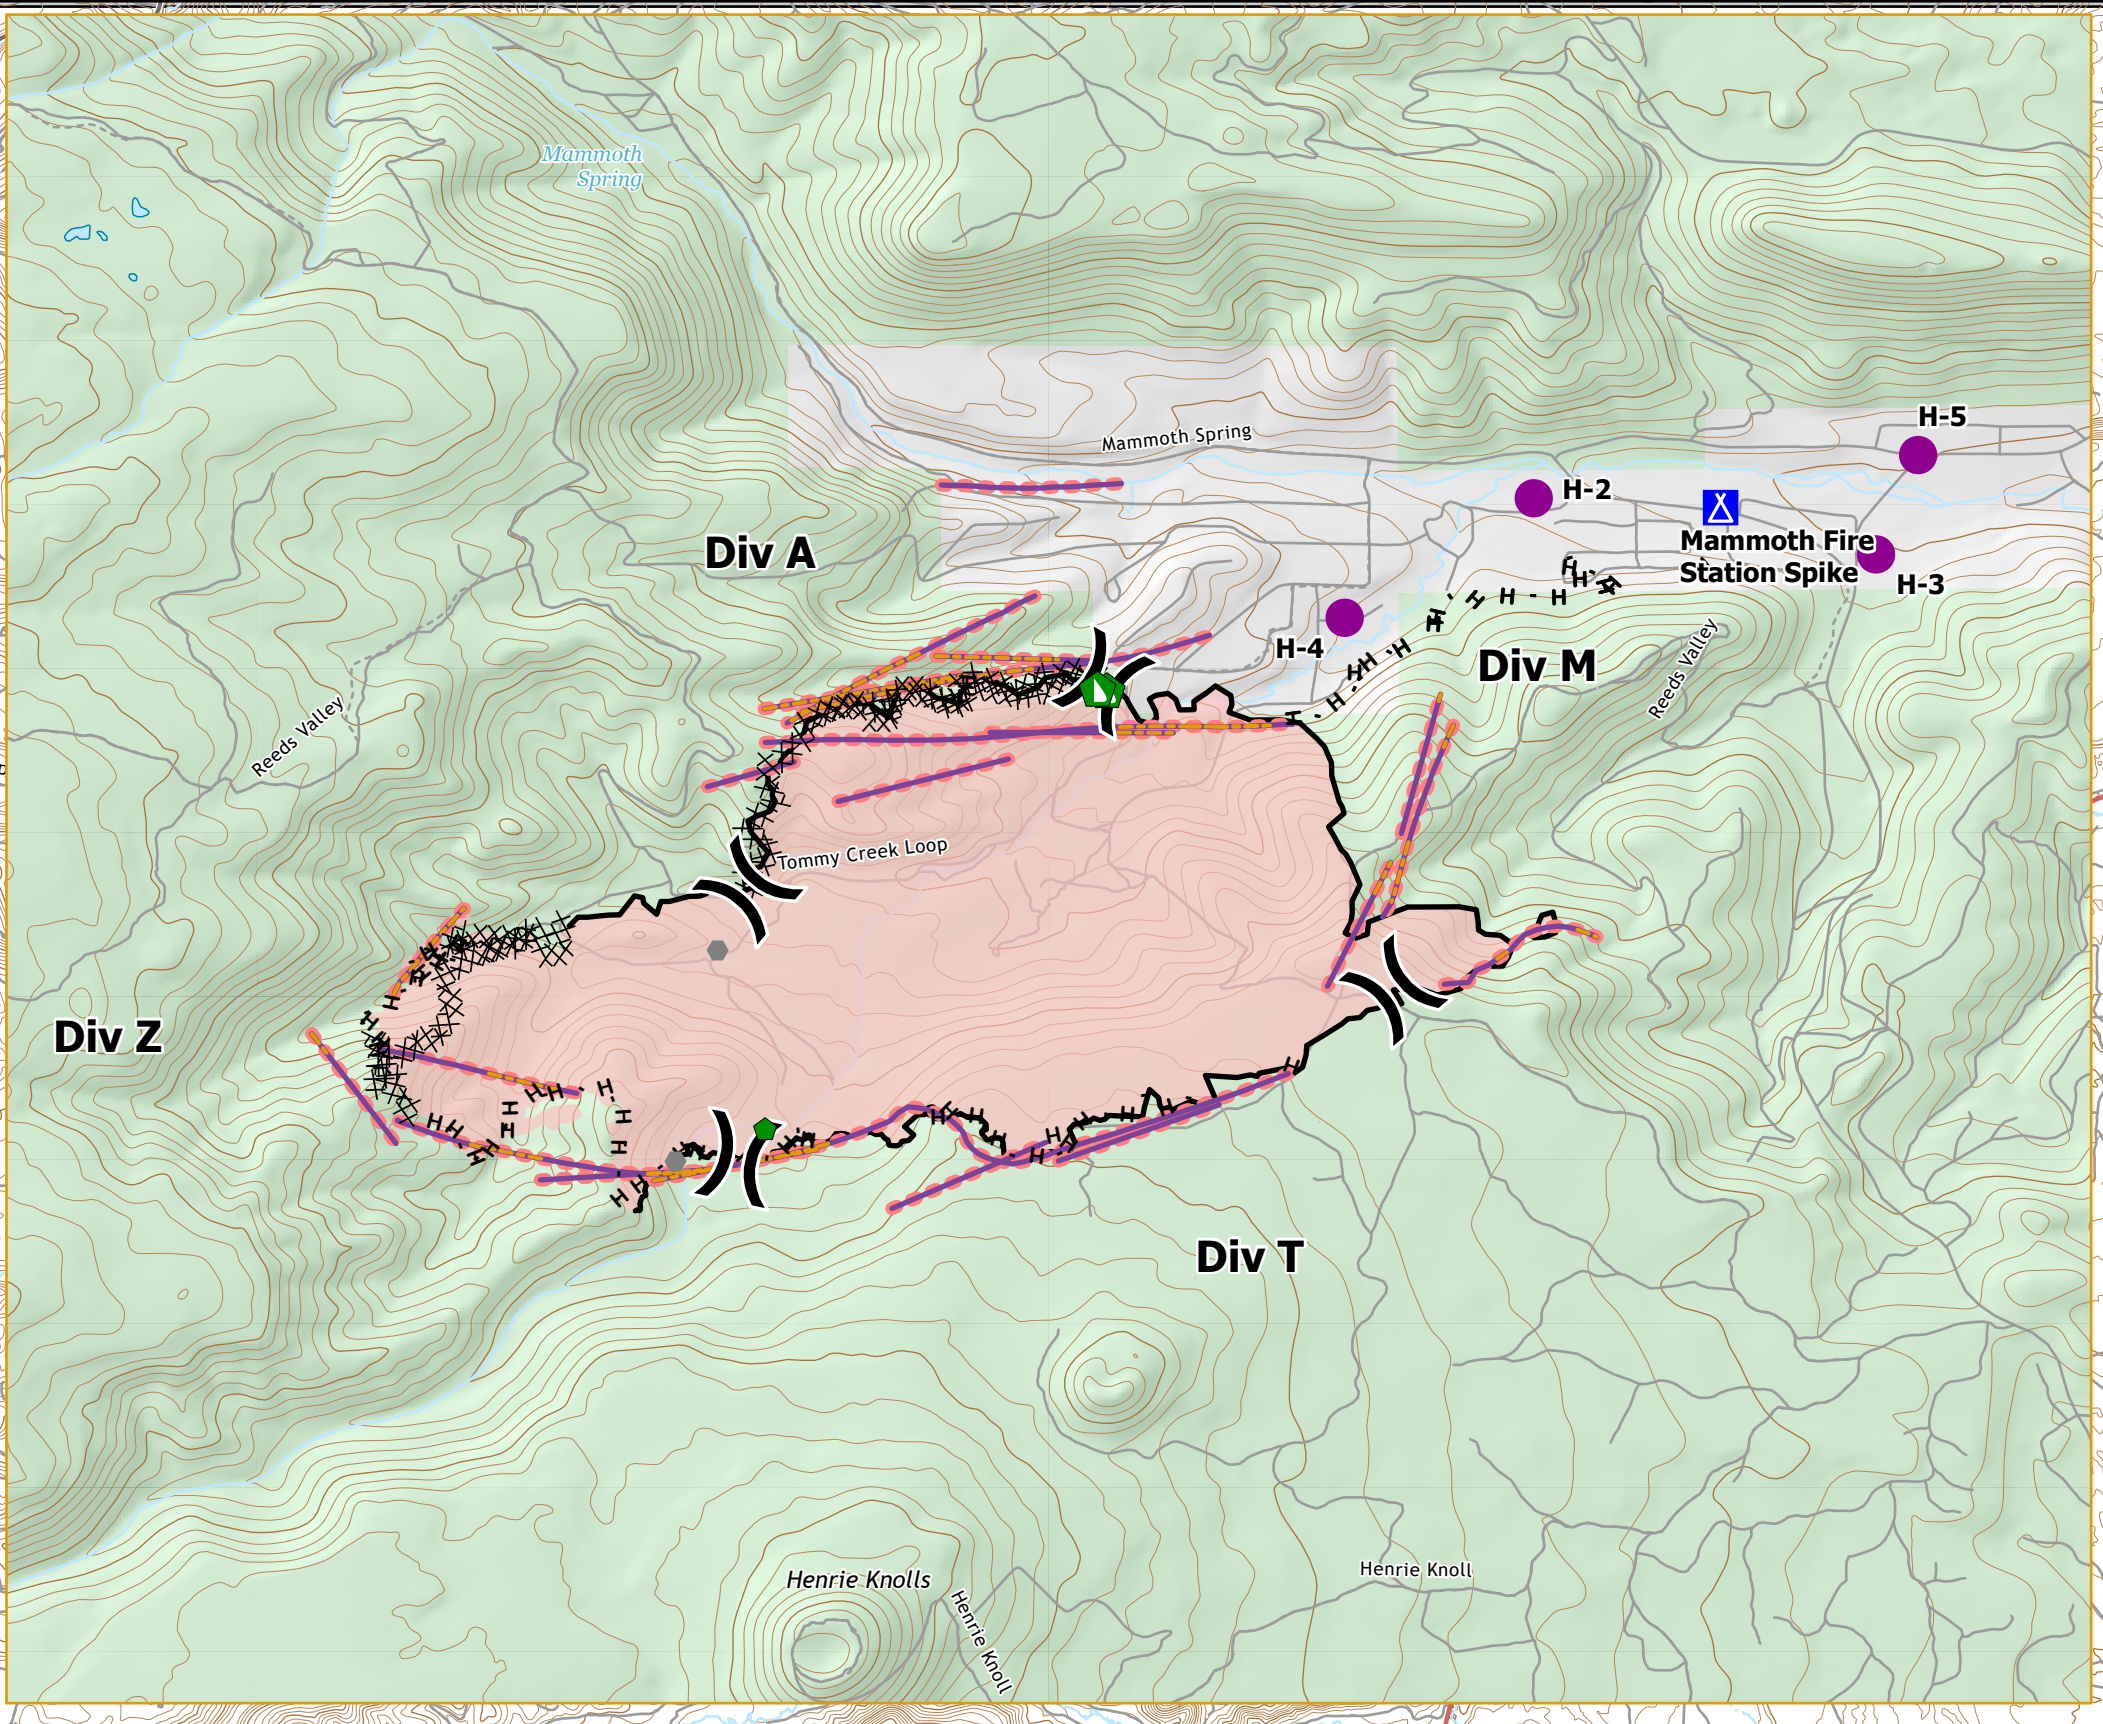 Mammoth
Spring
H-5
Mammoth Spring
H-2
Div A
Mammoth Fire
Station Spike
H-3
H-4
Div M
Reeds Valley
Reeds Valley
Tommy Creek Loop
Div Z
Div T
Henrie Knoll
Henrie Knolls
Henrie Knoll